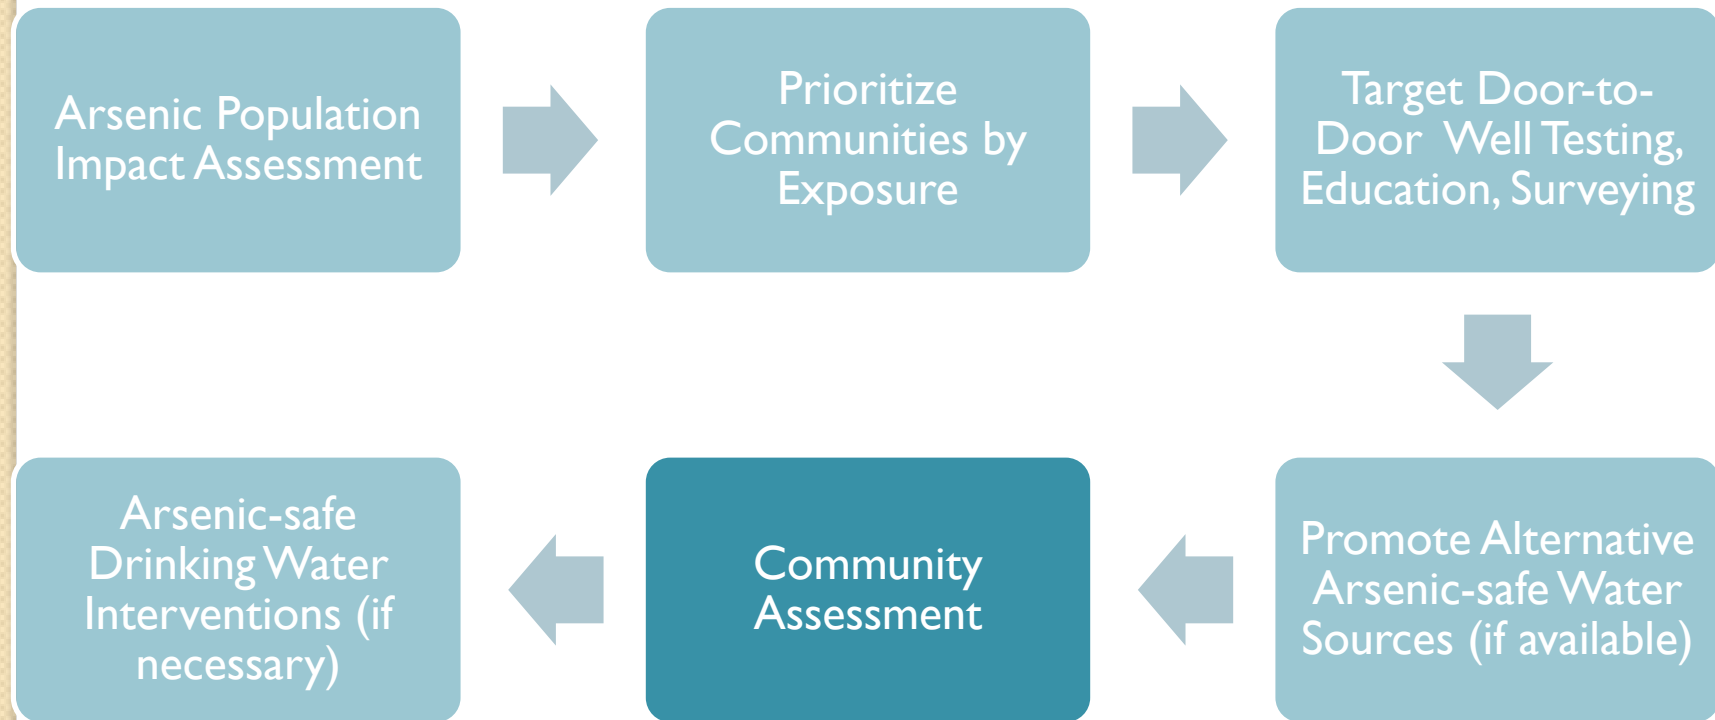 Arsenic Population
Impact Assessment
Prioritize
Communities by
Exposure
Target Door-to-
Door Well Testing,
Education, Surveying
Promote Alternative
Arsenic-safe Water
Sources (if available)
Community
Assessment
Arsenic-safe
Drinking Water
Interventions (if
necessary)